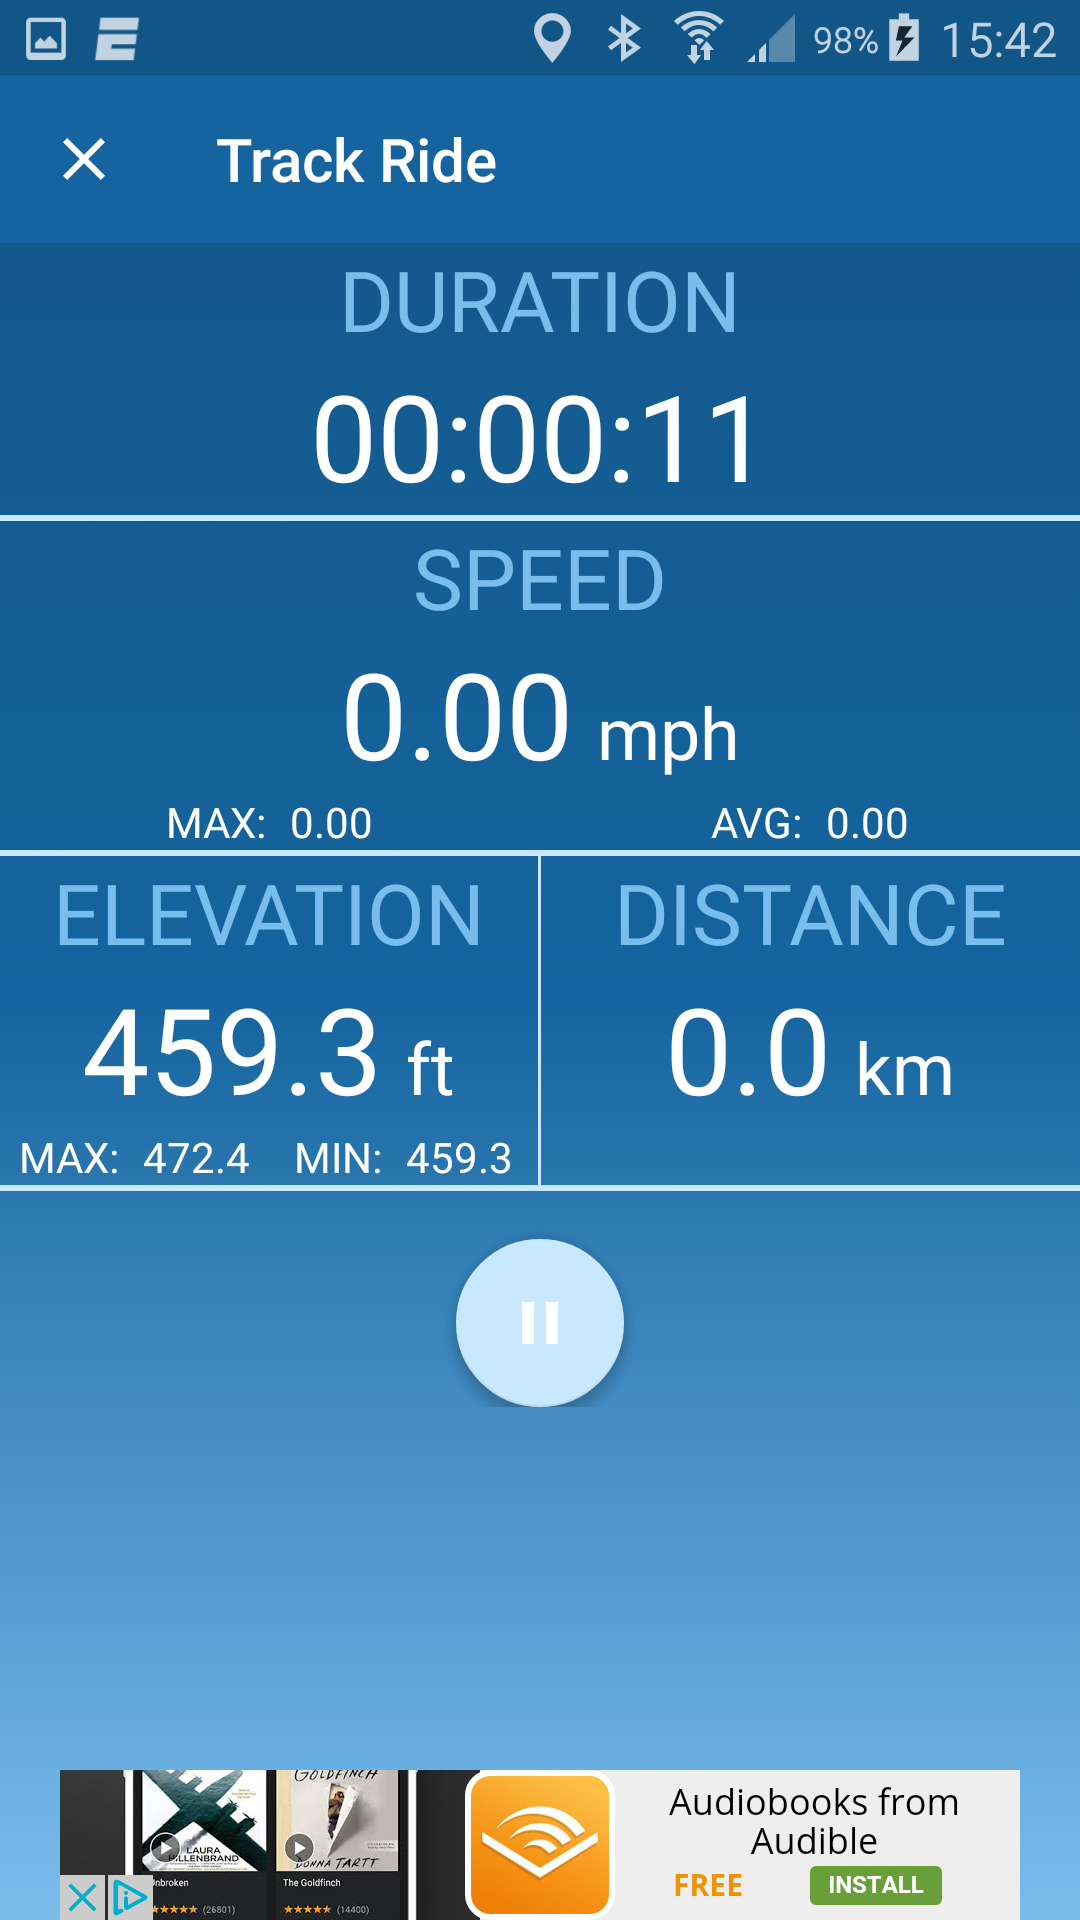 98% 15:42
Track Ride
DURATION
00:00:11
SPEED
0.00 mph
MAX: 0.00 AVG: 0.00
ELEVATION DISTANCE
459.3 ft 0.0 km
MAX: 472.4 MIN: 459.3
GOLDFINCH
LAURA
HILLENBRAND
DONNA TARTT
Unbroken The Goldfinch
(26801) (14400)
Audiobooks from
Audible
FREE INSTALL